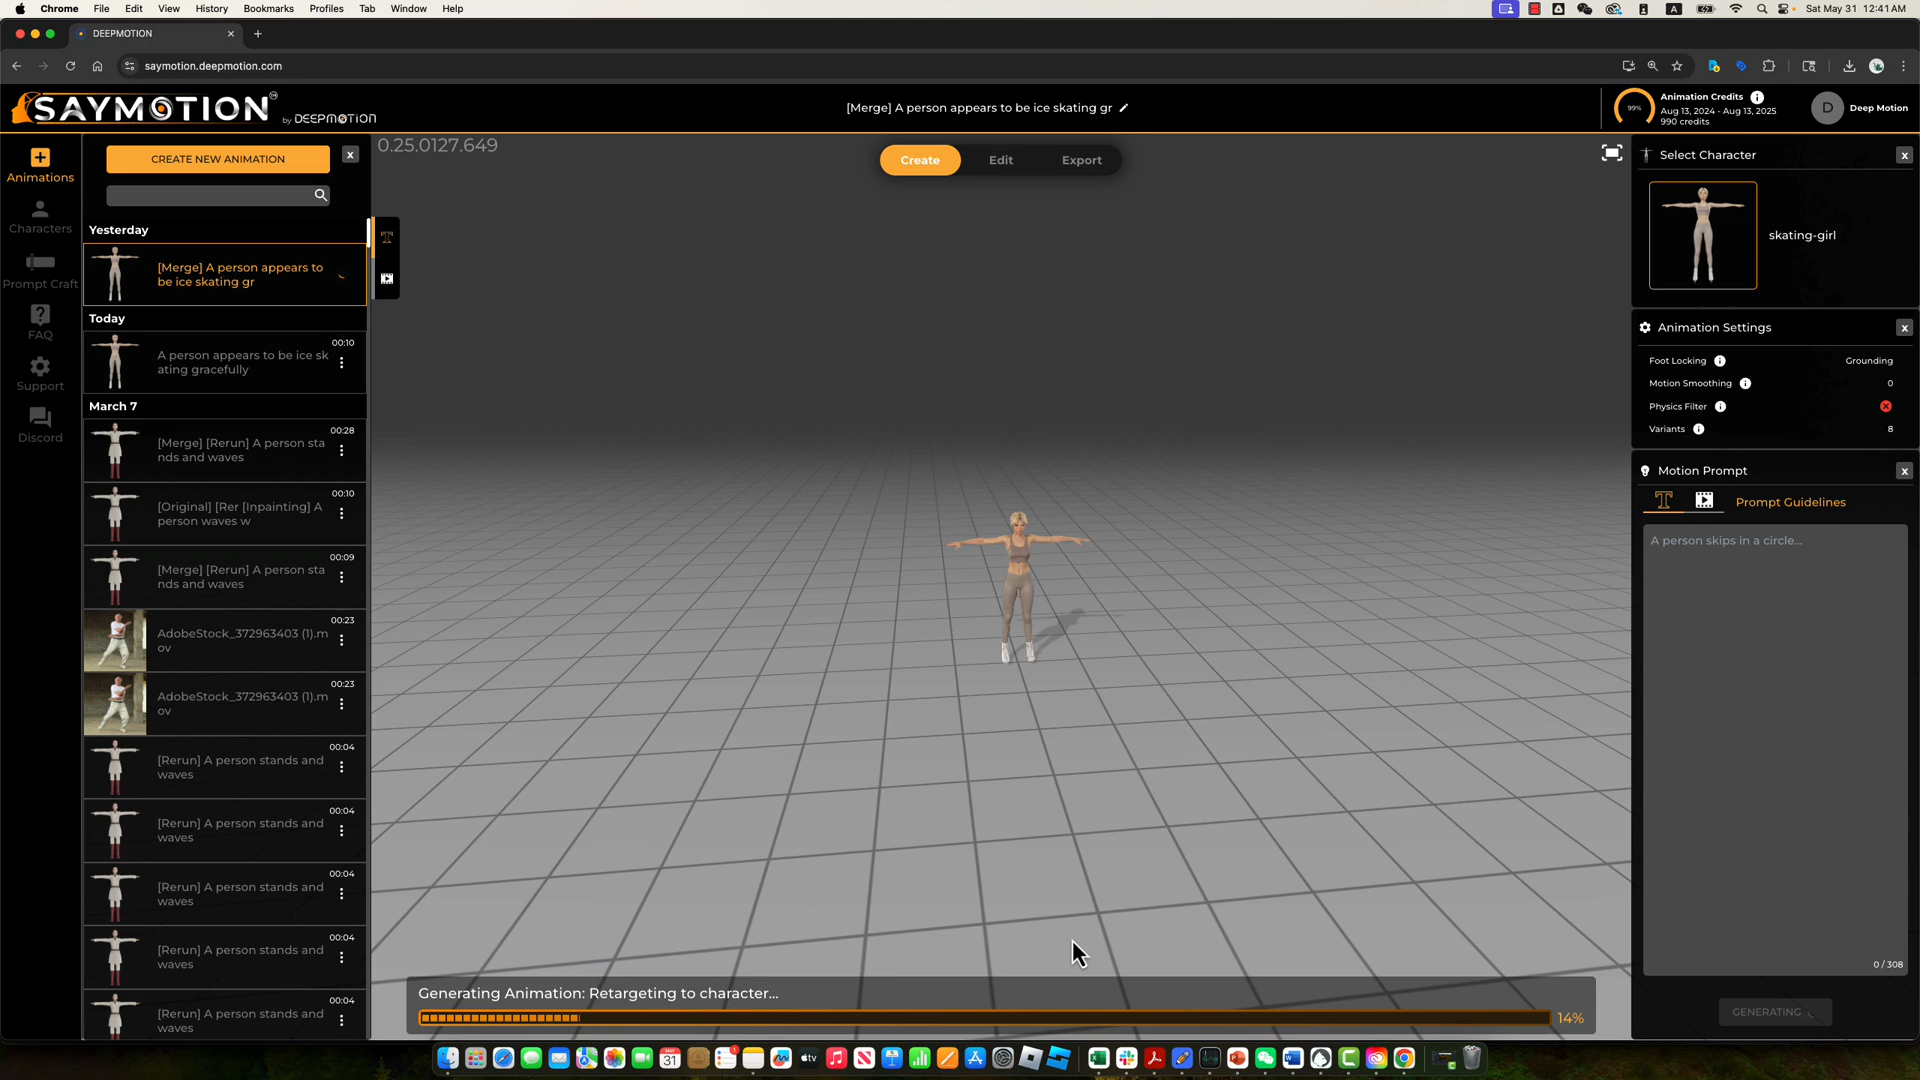 Chrome File Edit View History Bookmarks Profiles Tab Window Help
A
Sat May 31 12:41 AM
DEEPMOTION
saymotion.deepmotion.com
SAYMOTION
by DEEPMOTION
[Merge] A person appears to be ice skating gr
99%
Animation Credits
Aug 13, 2024 - Aug 13, 2025
990 credits
D Deep Motion
Animations
Characters
Prompt Craft
FAQ
Support
Discord
CREATE NEW ANIMATION
x
Yesterday
[Merge] A person appears to
be ice skating gr
Today
00:10
A person appears to be ice sk
ating gracefully
March 7
00:28
[Merge] [Rerun] A person sta
nds and waves
00:10
[Original] [Rer [Inpainting] A
person waves w
00:09
[Merge] [Rerun] A person sta
nds and waves
00:23
AdobeStock_372963403 (1).m
ov
00:23
AdobeStock_372963403 (1).m
ov
00:04
[Rerun] A person stands and
waves
00:04
[Rerun] A person stands and
waves
00:04
[Rerun] A person stands and
waves
00:04
[Rerun] A person stands and
waves
00:04
[Rerun] A person stands and
waves
0.25.0127.649
Create Edit Export
Generating Animation: Retargeting to character...
14%
Select Character
x
skating-girl
Animation Settings
x
Foot Locking Grounding
Motion Smoothing 0
Physics Filter
Variants 8
Motion Prompt
x
T Prompt Guidelines
A person skips in a circle...
0 / 308
GENERATING
MAY
31
tv